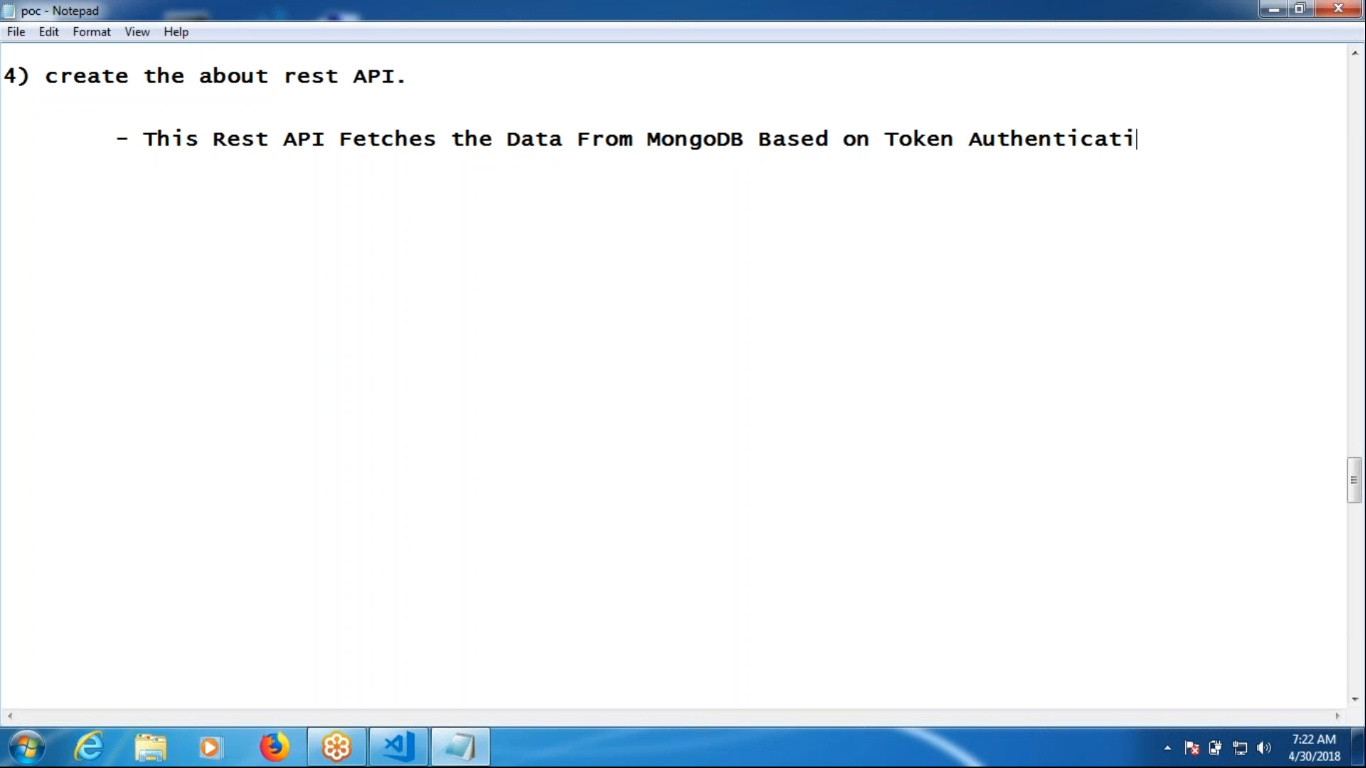 poc - Notepad
File Edit Format View Help
4) create the about rest API.
- This Rest API Fetches the Data From MongoDB Based on Token Authenticati
7:22 AM
4/30/2018